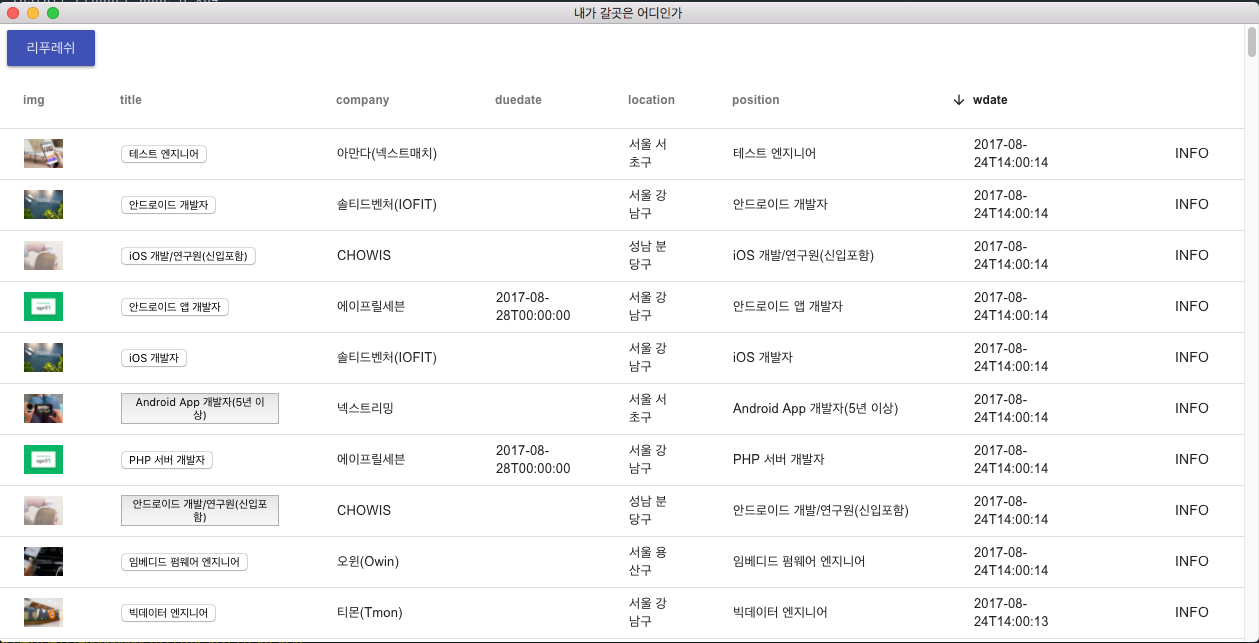 내가 갈곳은 어디인가
리푸레쉬
img title company duedate location position wdate
테스트 엔지니어 아만다(넥스트매치) 서울 서 테스트 엔지니어 2017-08- INFO
초구 24T14:00:14
안드로이드 개발자 솔티드벤처(IOFIT) 서울 강 안드로이드 개발자 2017-08- INFO
남구 24T14:00:14
iOS 개발/연구원(신입포함) CHOWIS 성남 분 iOS 개발/연구원(신입포함) 2017-08- INFO
당구 24T14:00:14
안드로이드 앱 개발자 에이프릴세븐 2017-08- 서울 강 안드로이드 앱 개발자 2017-08- INFO
28T00:00:00 남구 24T14:00:14
iOS 개발자 솔티드벤처(IOFIT) 서울 강 iOS 개발자 2017-08- INFO
남구 24T14:00:14
Android App 개발자(5년 이 넥스트리밍 서울 서 Android App 개발자(5년 이상) 2017-08- INFO
상) 초구 24T14:00:14
PHP 서버 개발자 에이프릴세븐 2017-08- 서울 강 PHP 서버 개발자 2017-08- INFO
28T00:00:00 남구 24T14:00:14
안드로이드 개발/연구원(신입포 CHOWIS 성남 분 안드로이드 개발/연구원(신입포함) 2017-08- INFO
함) 당구 24T14:00:14
임베디드 펌웨어 엔지니어 오윈(Owin) 서울 용 임베디드 펌웨어 엔지니어 2017-08- INFO
산구 24T14:00:14
빅데이터 엔지니어 티몬(Tmon) 서울 강 빅데이터 엔지니어 2017-08- INFO
남구 24T14:00:13